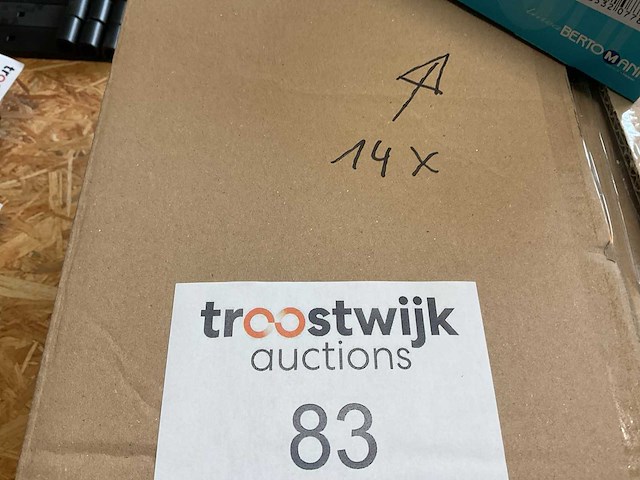 BERTO M
14 x
troostwijk
auctions
83